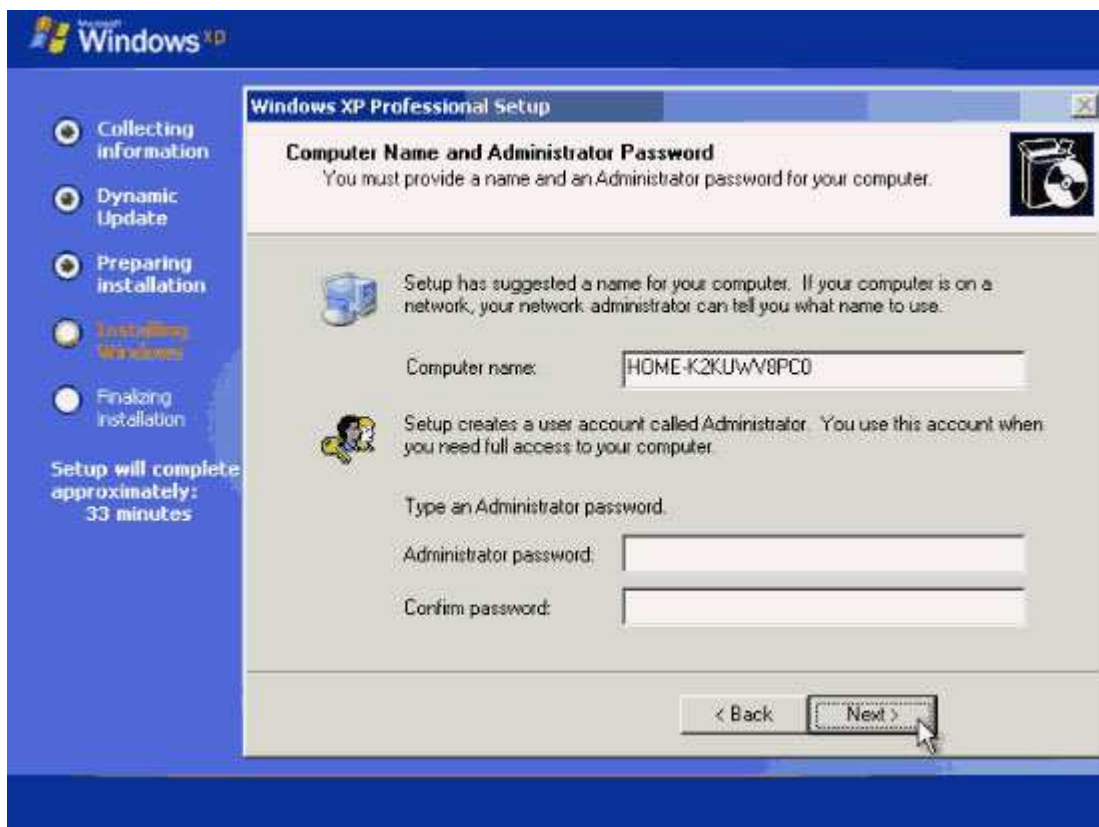 Microsoft
Windows xp
Collecting
information
Dynamic
Update
Preparing
installation
Installing
Windows
Finalizing
installation
Setup will complete
approximately:
33 minutes
Windows XP Professional Setup
Computer Name and Administrator Password
You must provide a name and an Administrator password for your computer.
Setup has suggested a name for your computer. If your computer is on a
network, your network administrator can tell you what name to use.
Computer name:
HOME-K2KUWV8PC0
Setup creates a user account called Administrator. You use this account when
you need full access to your computer.
Type an Administrator password.
Administrator password:
Confirm password:
< Back
Next >